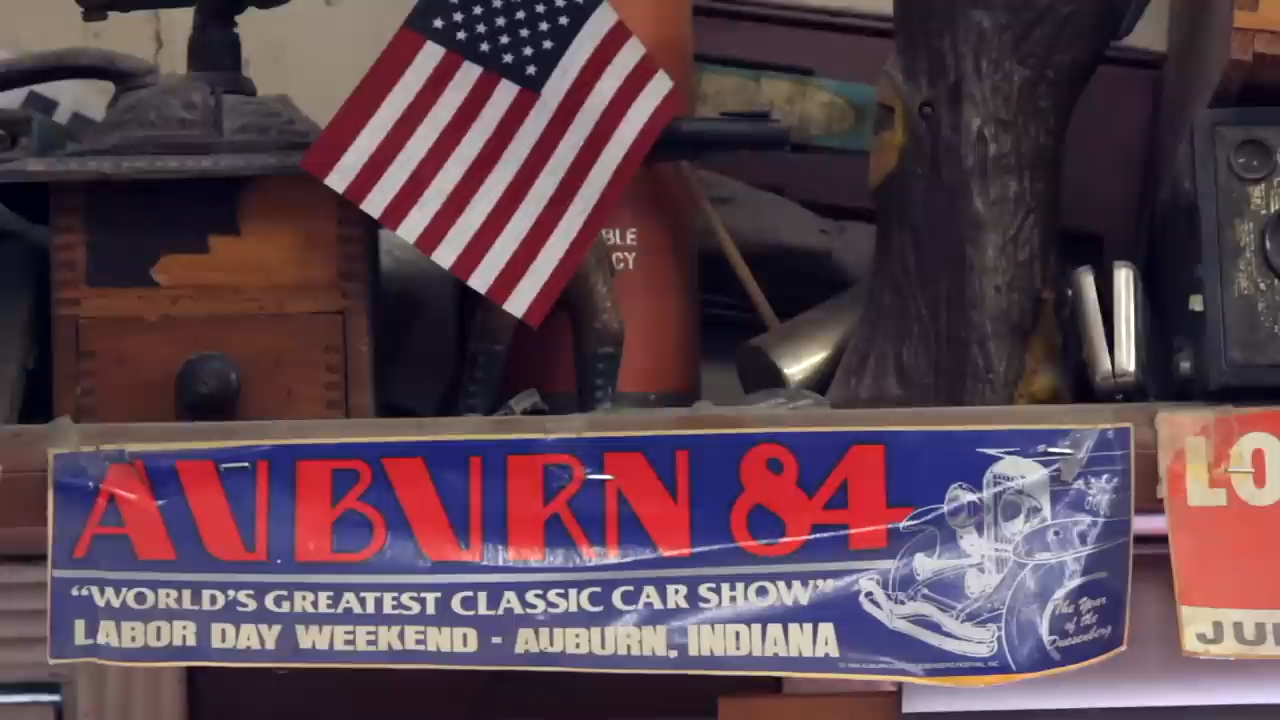 BLE
CY
AUBURN 84
"WORLD'S GREATEST CLASSIC CAR SHOW"
LABOR DAY WEEKEND - AUBURN, INDIANA
The Year
of the
Duesenberg
LO
JUI